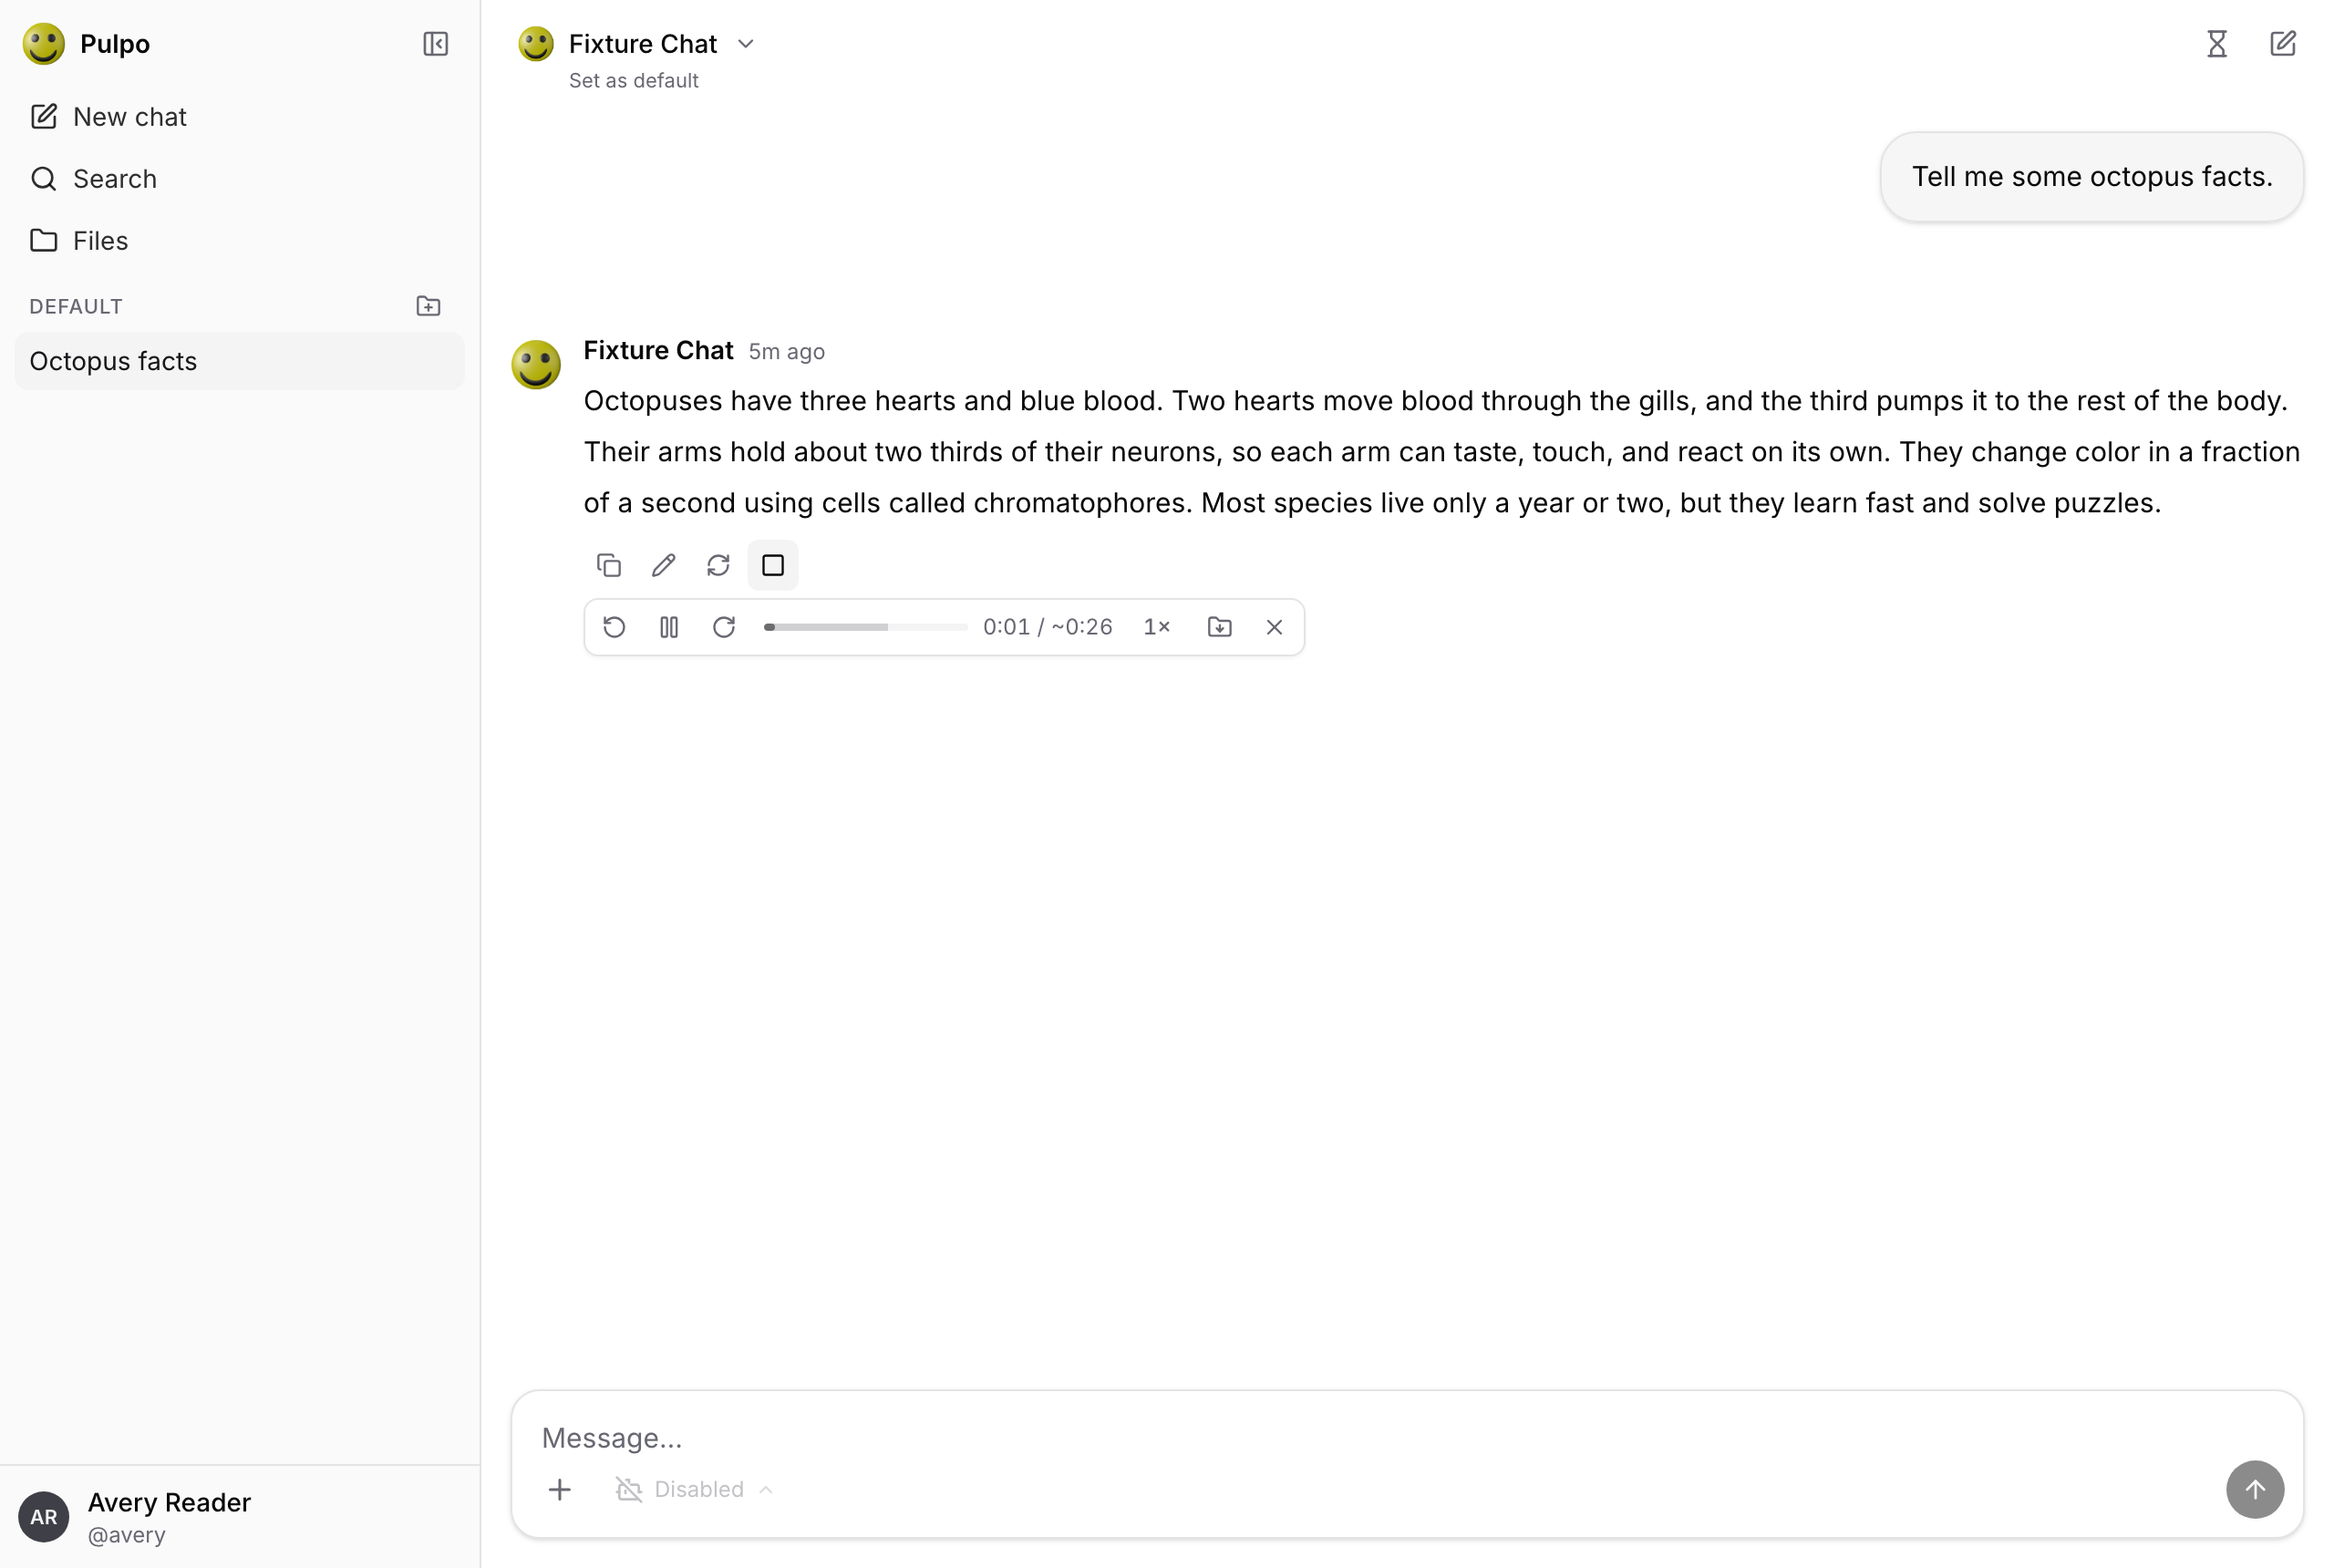 Pulpo
New chat
Search
Files
DEFAULT
Octopus facts
AR
Avery Reader
@avery
Fixture Chat
Set as default
Tell me some octopus facts.
Fixture Chat 5m ago
Octopuses have three hearts and blue blood. Two hearts move blood through the gills, and the third pumps it to the rest of the body.
Their arms hold about two thirds of their neurons, so each arm can taste, touch, and react on its own. They change color in a fraction
of a second using cells called chromatophores. Most species live only a year or two, but they learn fast and solve puzzles.
0:01 / ~0:26 1×
Message...
Disabled